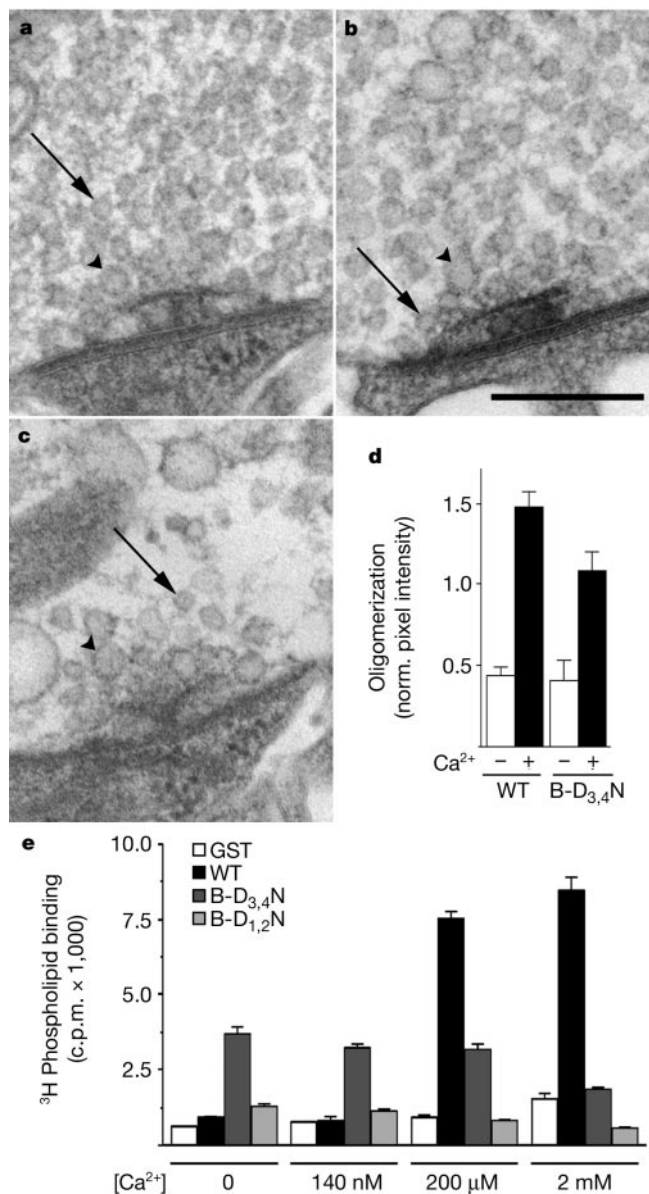 a
b
c
d
1.5
1.0
0.5
Oligomerization
(norm. pixel intensity)
Ca²⁺ − + − +
WT B-D₃,₄N
e
GST
WT
B-D₃,₄N
B-D₁,₂N
10.0
7.5
5.0
2.5
³H Phospholipid binding
(c.p.m. × 1,000)
[Ca²⁺] 0 140 nM 200 μM 2 mM